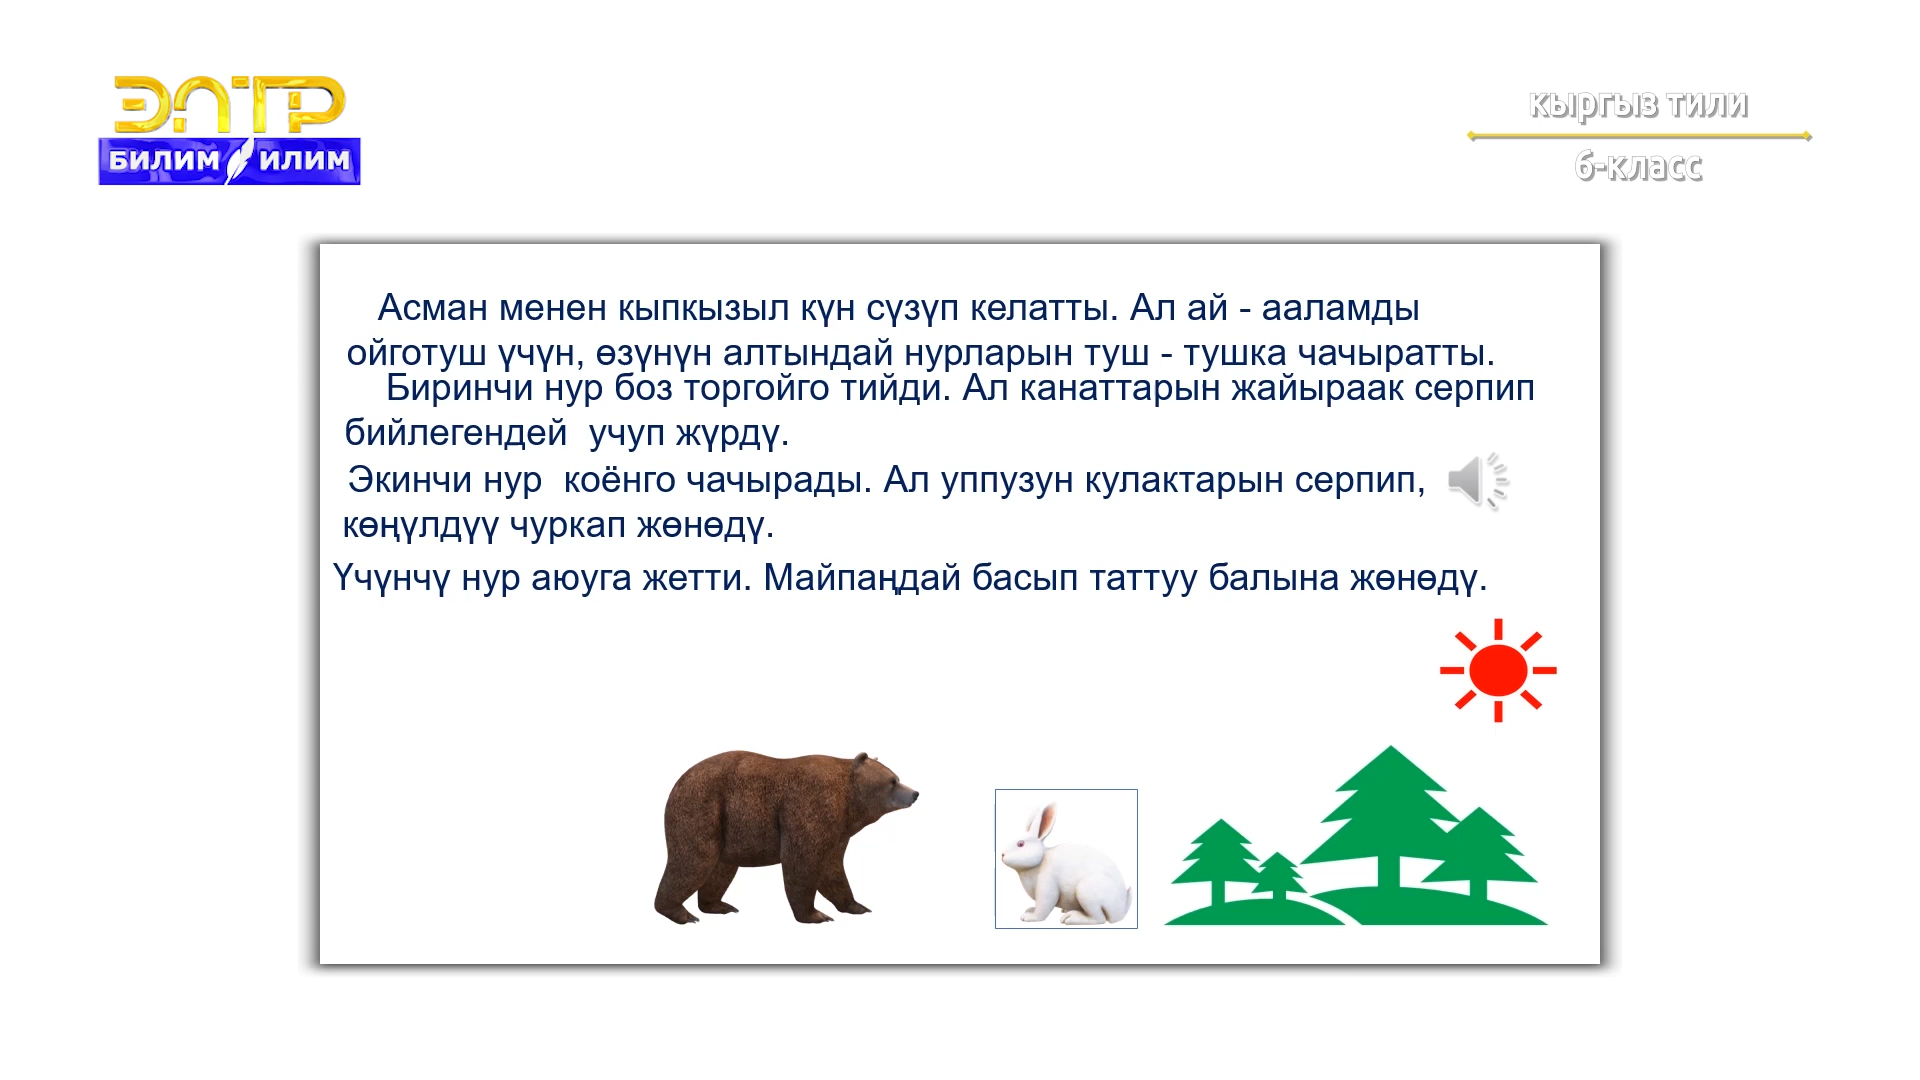 ЭЛТР
БИЛИМ ИЛИМ
кыргыз тили
6-класс
Асман менен кыпкызыл күн сүзүп келатты. Ал ай - ааламды
ойготуш үчүн, өзүнүн алтындай нурларын туш - тушка чачыратты.
Биринчи нур боз торгойго тийди. Ал канаттарын жайыраак серпип
бийлегендей учуп жүрдү.
Экинчи нур коёнго чачырады. Ал уппузун кулактарын серпип,
көңүлдүү чуркап жөнөдү.
Үчүнчү нур аюуга жетти. Майпаңдай басып таттуу балына жөнөдү.